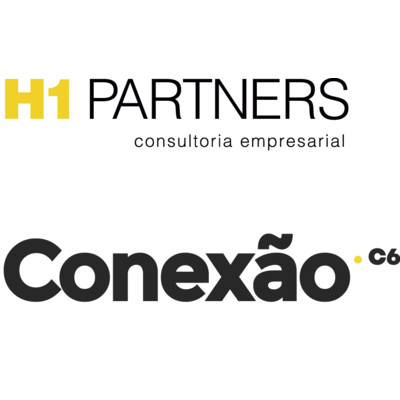 H1 PARTNERS
consultoria empresarial
Conexão C6